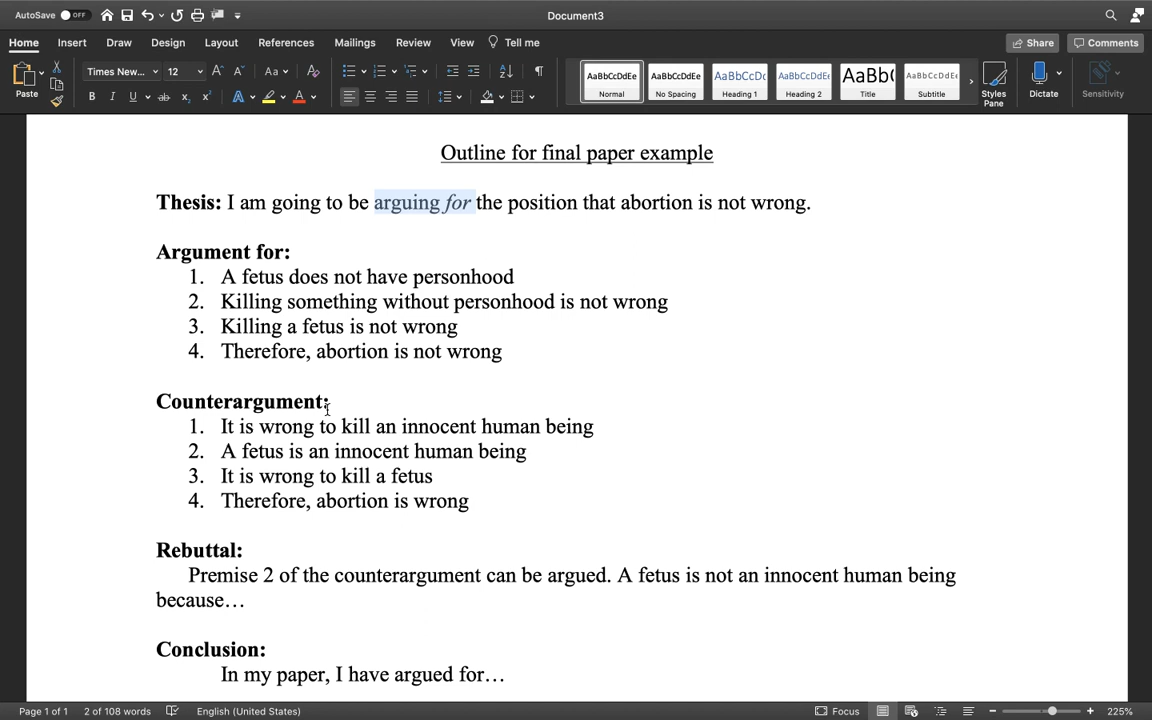 AutoSave OFF Document3
Home Insert Draw Design Layout References Mailings Review View Tell me Share Comments
Times New... 12 Aa
AaBbCcDdEe AaBbCcDdEe AaBbCcDc AaBbCcDdEe AaBb( AaBbCcDdEe
Paste B I U ab x₂ x² A A Normal No Spacing Heading 1 Heading 2 Title Subtitle Styles Pane Dictate Sensitivity
Outline for final paper example
Thesis: I am going to be arguing for the position that abortion is not wrong.
Argument for:
1. A fetus does not have personhood
2. Killing something without personhood is not wrong
3. Killing a fetus is not wrong
4. Therefore, abortion is not wrong
Counterargument:
1. It is wrong to kill an innocent human being
2. A fetus is an innocent human being
3. It is wrong to kill a fetus
4. Therefore, abortion is wrong
Rebuttal:
Premise 2 of the counterargument can be argued. A fetus is not an innocent human being
because…
Conclusion:
In my paper, I have argued for…
Page 1 of 1 2 of 108 words English (United States) Focus 225%